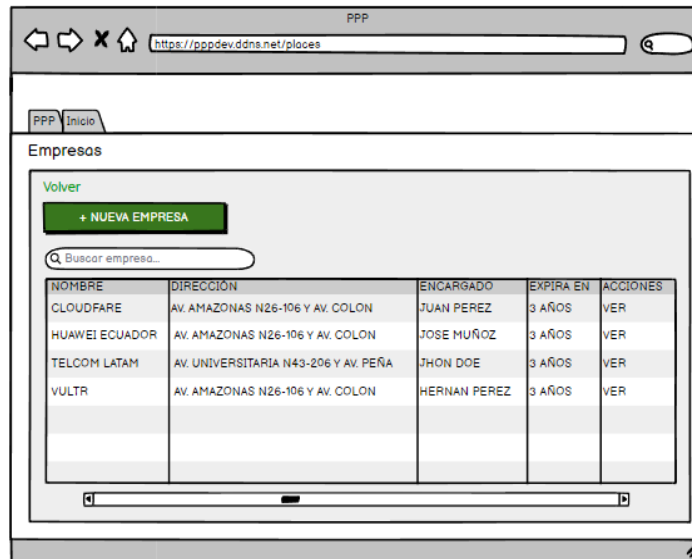 PPP
https://pppdev.ddns.net/places
PPP Inicio
Empresas
Volver
+ NUEVA EMPRESA
Buscar empresa...
NOMBRE DIRECCIÓN ENCARGADO EXPIRA EN ACCIONES
CLOUDFARE AV. AMAZONAS N26-106 Y AV. COLON JUAN PEREZ 3 AÑOS VER
HUAWEI ECUADOR AV. AMAZONAS N26-106 Y AV. COLON JOSE MUÑOZ 3 AÑOS VER
TELCOM LATAM AV. UNIVERSITARIA N43-206 Y AV. PEÑA JHON DOE 3 AÑOS VER
VULTR AV. AMAZONAS N26-106 Y AV. COLON HERNAN PEREZ 3 AÑOS VER